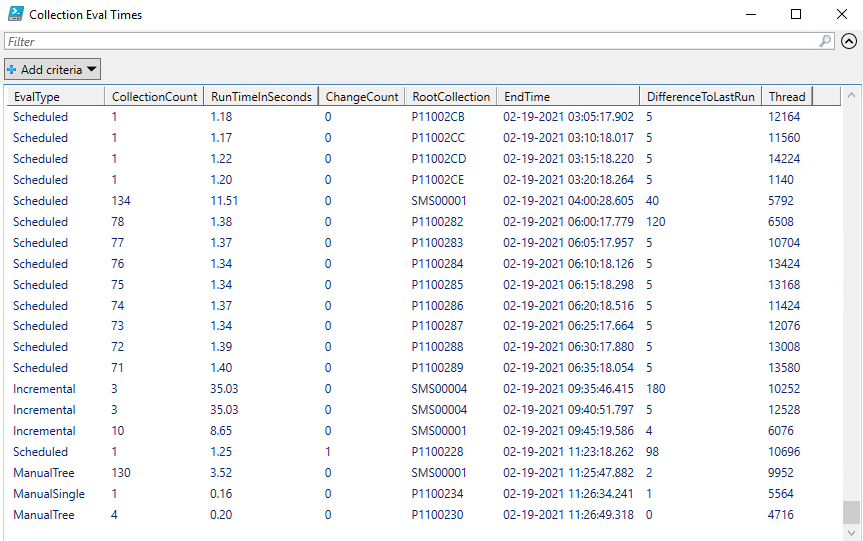 Collection Eval Times
Filter
Add criteria
EvalType CollectionCount RunTimeInSeconds ChangeCount RootCollection EndTime DifferenceToLastRun Thread
Scheduled 1 1.18 0 P11002CB 02-19-2021 03:05:17.902 5 12164
Scheduled 1 1.17 0 P11002CC 02-19-2021 03:10:18.017 5 11560
Scheduled 1 1.22 0 P11002CD 02-19-2021 03:15:18.220 5 14224
Scheduled 1 1.20 0 P11002CE 02-19-2021 03:20:18.264 5 1140
Scheduled 134 11.51 0 SMS00001 02-19-2021 04:00:28.605 40 5792
Scheduled 78 1.38 0 P1100282 02-19-2021 06:00:17.779 120 6508
Scheduled 77 1.37 0 P1100283 02-19-2021 06:05:17.957 5 10704
Scheduled 76 1.34 0 P1100284 02-19-2021 06:10:18.126 5 13424
Scheduled 75 1.34 0 P1100285 02-19-2021 06:15:18.298 5 13168
Scheduled 74 1.37 0 P1100286 02-19-2021 06:20:18.516 5 11424
Scheduled 73 1.34 0 P1100287 02-19-2021 06:25:17.664 5 12076
Scheduled 72 1.39 0 P1100288 02-19-2021 06:30:17.880 5 13008
Scheduled 71 1.40 0 P1100289 02-19-2021 06:35:18.054 5 13580
Incremental 3 35.03 0 SMS00004 02-19-2021 09:35:46.415 180 10252
Incremental 3 35.03 0 SMS00004 02-19-2021 09:40:51.797 5 12528
Incremental 10 8.65 0 SMS00001 02-19-2021 09:45:19.586 4 6076
Scheduled 1 1.25 1 P1100228 02-19-2021 11:23:18.262 98 10696
ManualTree 130 3.52 0 SMS00001 02-19-2021 11:25:47.882 2 9952
ManualSingle 1 0.16 0 P1100234 02-19-2021 11:26:34.241 1 5564
ManualTree 4 0.20 0 P1100230 02-19-2021 11:26:49.318 0 4716